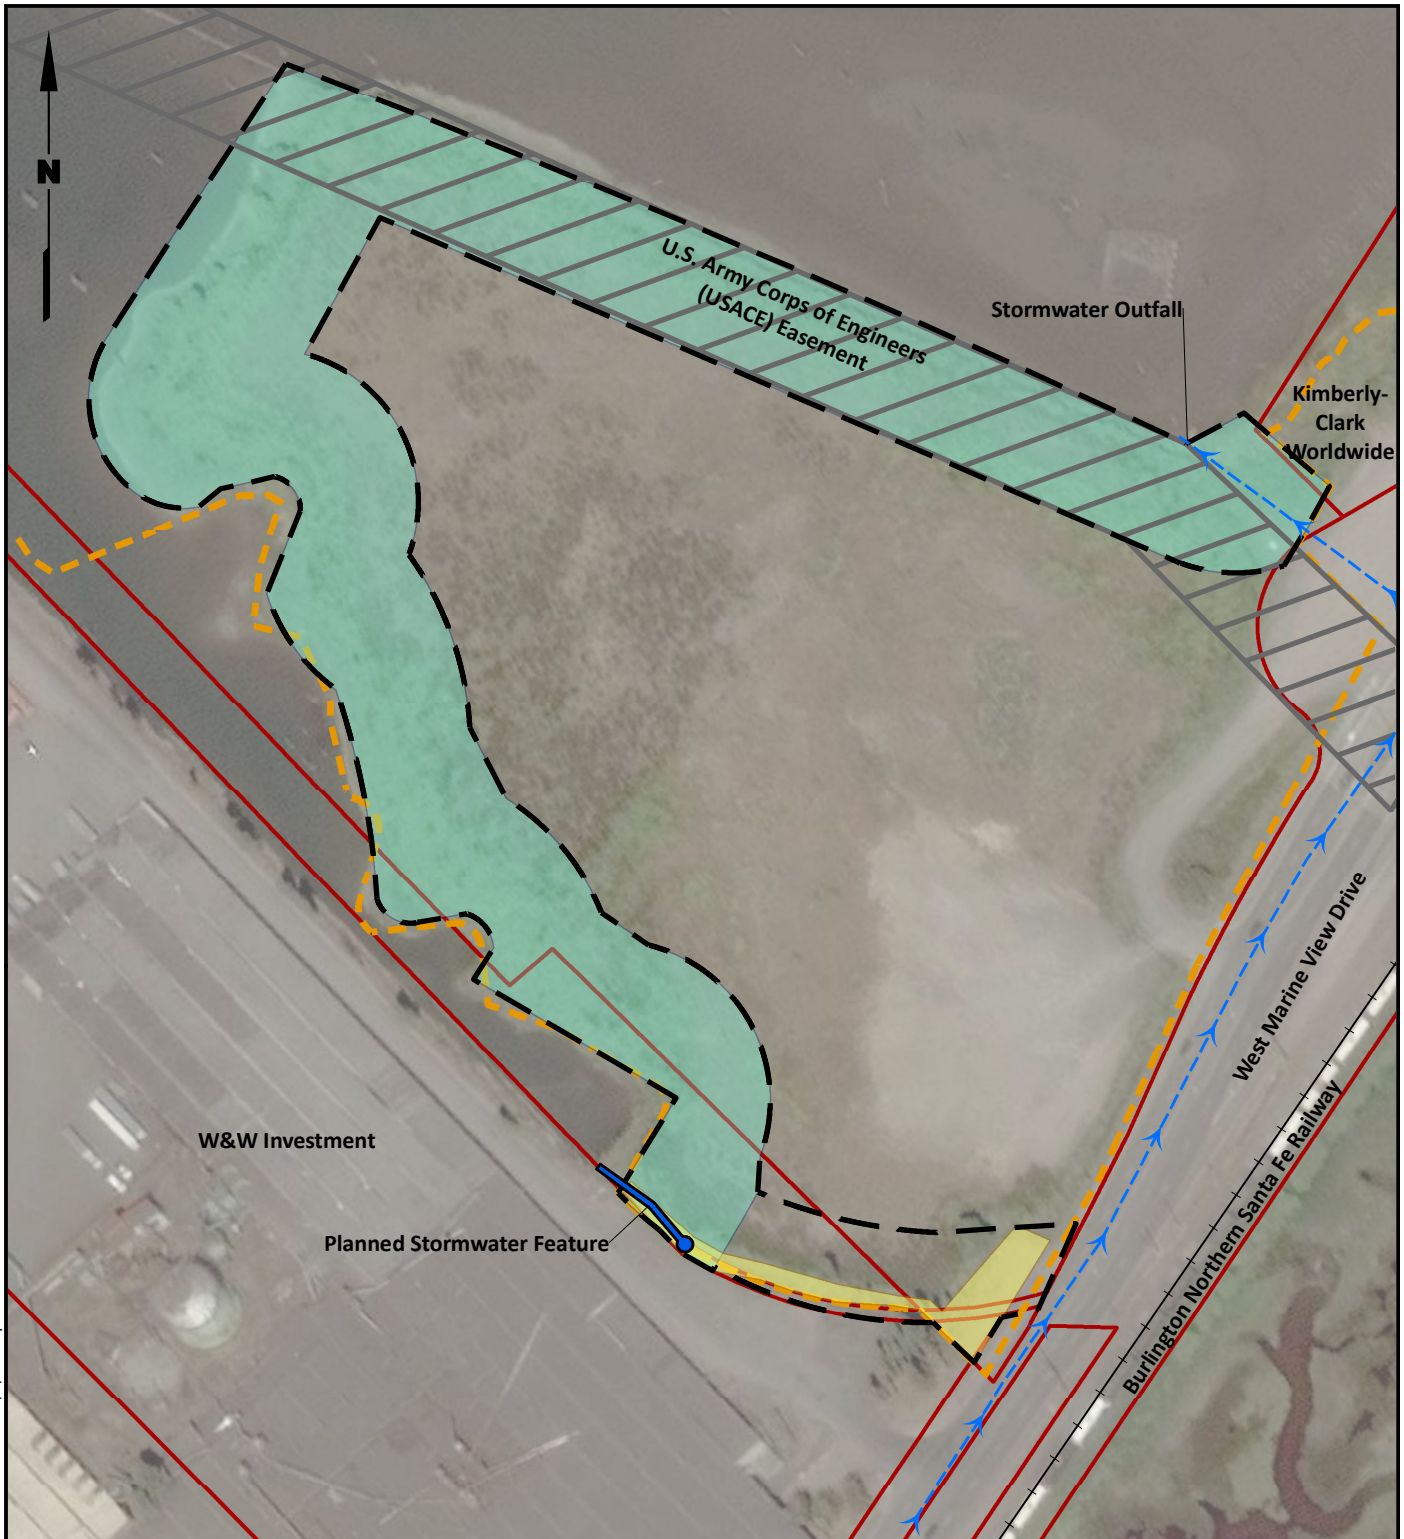 N
U.S. Army Corps of Engineers
(USACE) Easement
Stormwater Outfall
Kimberly-
Clark
Worldwide
West Marine View Drive
Burlington Northern Santa Fe Railway
W&W Investment
Planned Stormwater Feature